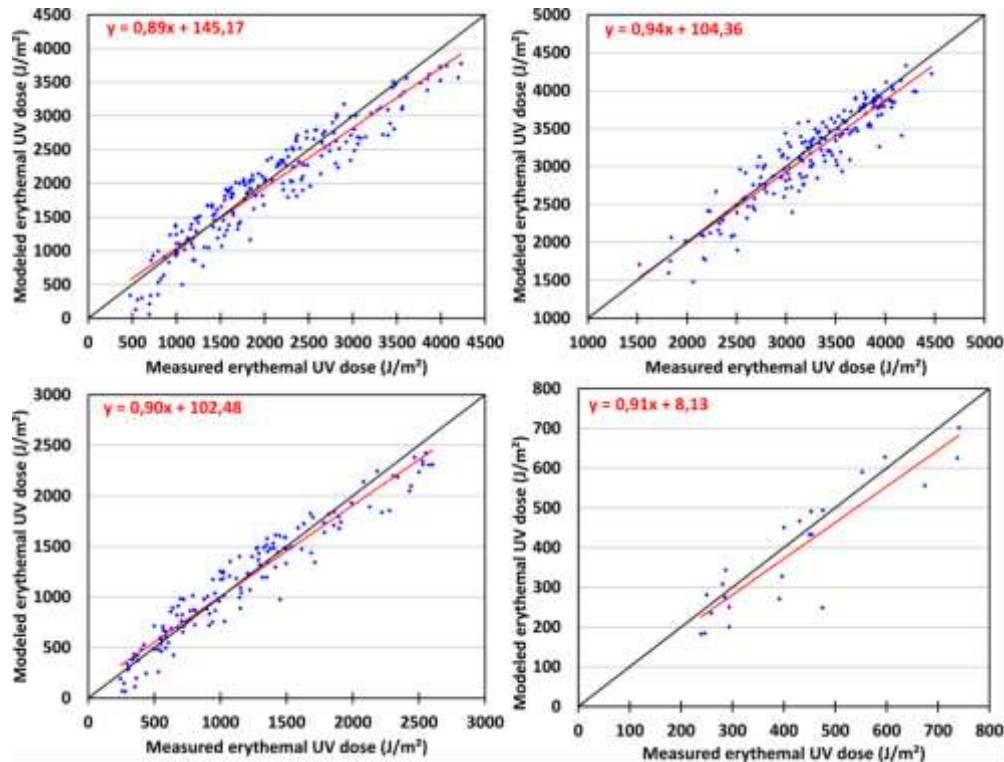 y = 0,89x + 145,17
4500
4000
3500
3000
2500
2000
1500
1000
500
0
Modeled erythemal UV dose (J/m²)
0 500 1000 1500 2000 2500 3000 3500 4000 4500
Measured erythemal UV dose (J/m²)
y = 0,94x + 104,36
5000
4500
4000
3500
3000
2500
2000
1500
1000
Modeled erythemal UV dose (J/m²)
1000 1500 2000 2500 3000 3500 4000 4500 5000
Measured erythemal UV dose (J/m²)
y = 0,90x + 102,48
3000
2500
2000
1500
1000
500
0
Modeled erythemal UV dose (J/m²)
0 500 1000 1500 2000 2500 3000
Measured erythemal UV dose (J/m²)
y = 0,91x + 8,13
800
700
600
500
400
300
200
100
0
Modeled erythemal UV dose (J/m²)
0 100 200 300 400 500 600 700 800
Measured erythemal UV dose (J/m²)